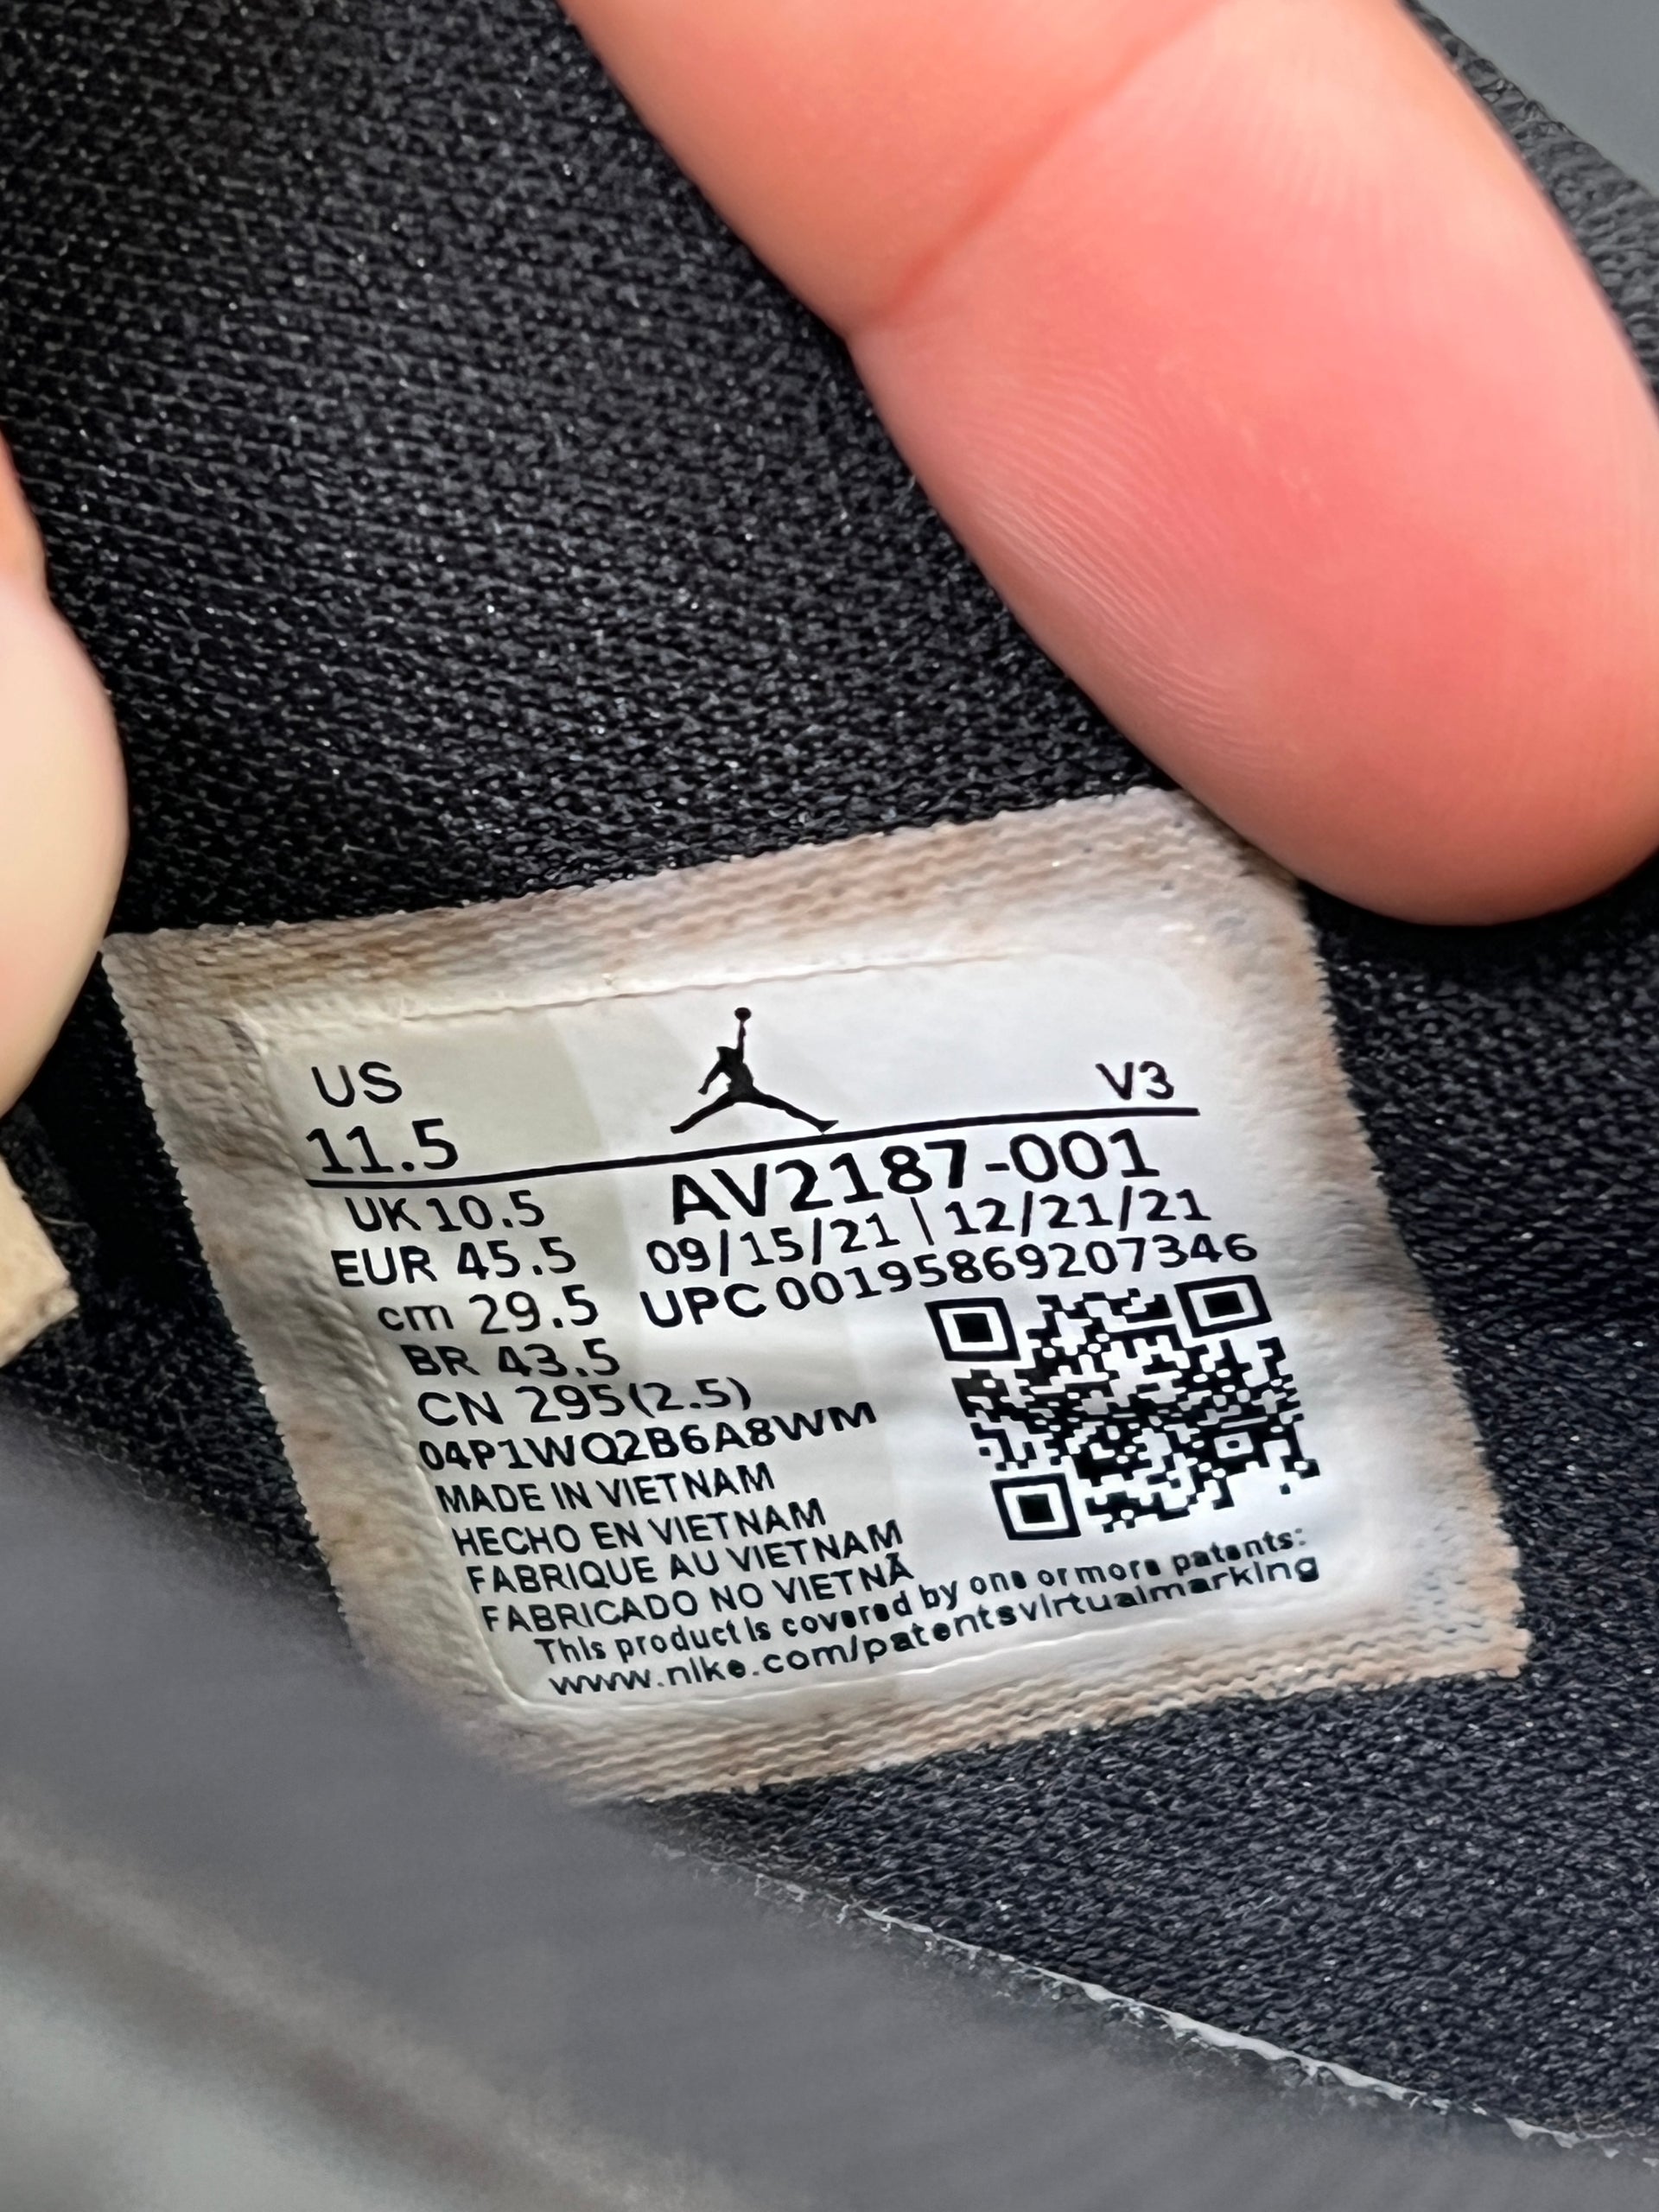 US
V3
11.5
AV2187-001
UK 10.5
09/15/21 | 12/21/21
EUR 45.5
UPC 00195869207346
cm 29.5
BR 43.5
CN 295(2.5)
04P1WQ2B6A8WM
MADE IN VIETNAM
HECHO EN VIETNAM
FABRIQUE AU VIETNAM
FABRICADO NO VIETNÃ
This product is covered by one or more patents:
www.nike.com/patentsvirtualmarking